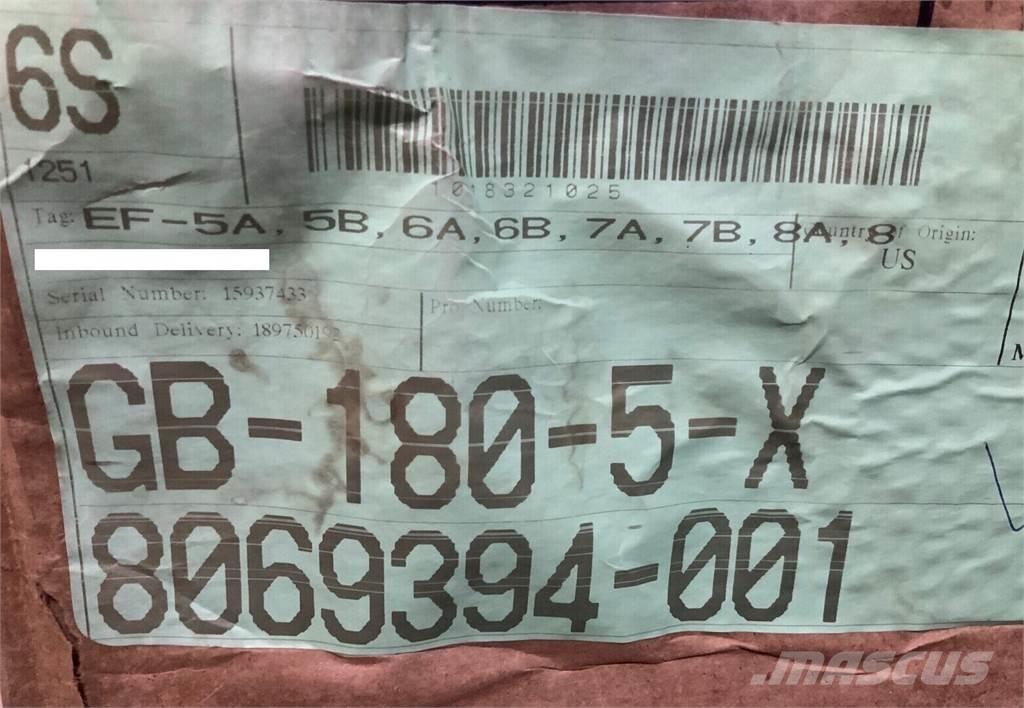 6S
1251
1018321025
Tag: EF-5A, 5B, 6A, 6B, 7A, 7B, 8A, 8
Country of Origin:
US
Serial Number: 15937433
Pro Number:
Inbound Delivery:
GB-180-5-X
8069394-001
MASCUS